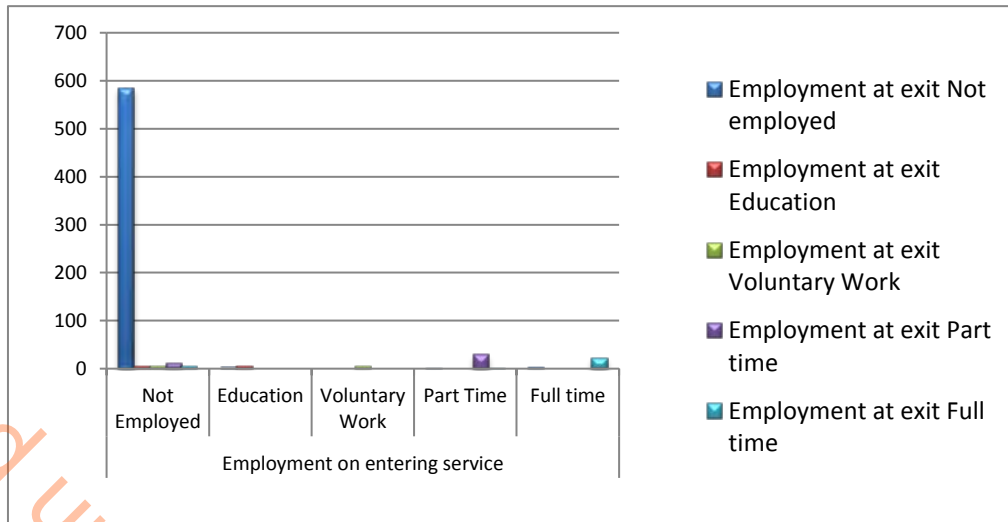 700
600
500
400
300
200
100
0
Not Employed
Education
Voluntary Work
Part Time
Full time
Employment on entering service
Employment at exit Not
employed
Employment at exit
Education
Employment at exit
Voluntary Work
Employment at exit Part
time
Employment at exit Full
time